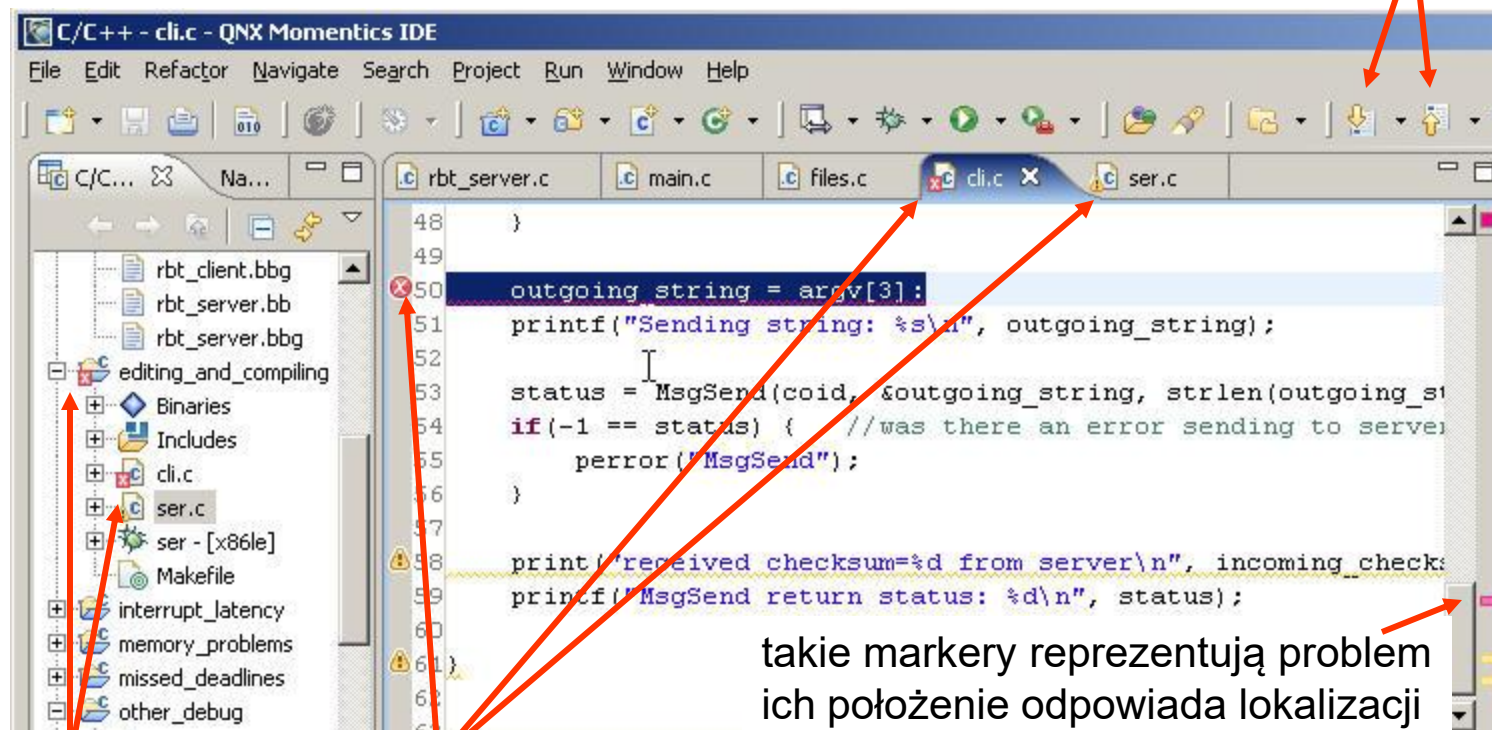 C/C++ - cli.c - QNX Momentics IDE
File Edit Refactor Navigate Search Project Run Window Help
010
C/C... Na...
rbt_server.c main.c files.c cli.c ser.c
rbt_client.bbg
rbt_server.bb
rbt_server.bbg
editing_and_compiling
Binaries
Includes
cli.c
ser.c
ser - [x86le]
Makefile
interrupt_latency
memory_problems
missed_deadlines
other_debug
48 }
49
50 outgoing_string = argv[3]:
51 printf("Sending string: %s\n", outgoing_string);
52
53 status = MsgSend(coid, &outgoing_string, strlen(outgoing_st
54 if(-1 == status) { //was there an error sending to server
55 perror("MsgSend");
56 }
57
58 print("received checksum=%d from server\n", incoming_checks
59 printf("MsgSend return status: %d\n", status);
60
61 }
62
takie markery reprezentują problem
ich położenie odpowiada lokalizacji